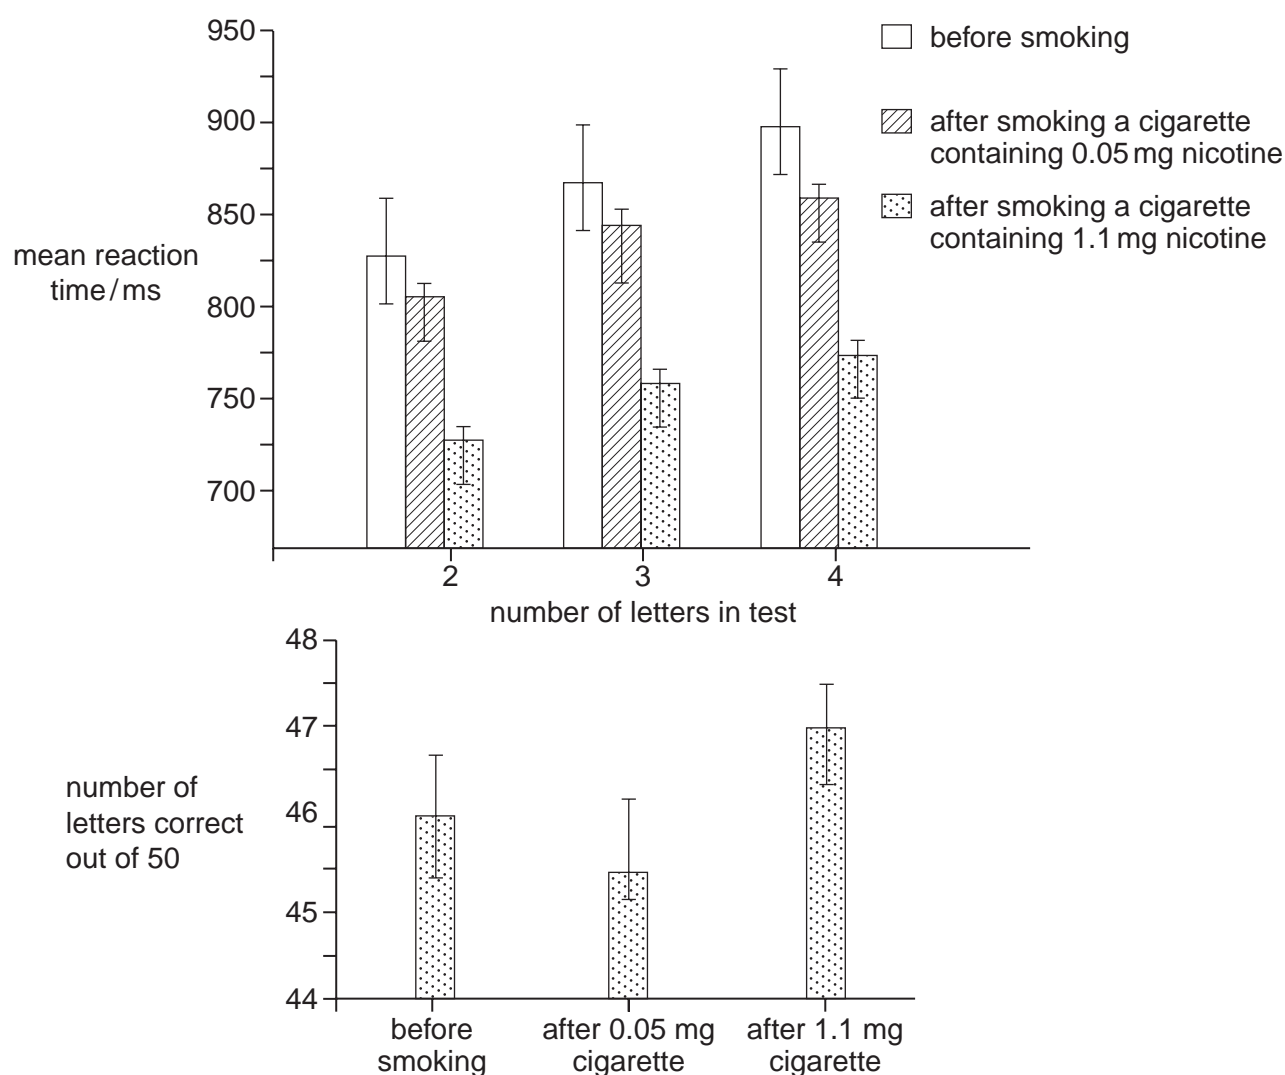 950
900
850
800
750
700
mean reaction
time/ms
before smoking
after smoking a cigarette
containing 0.05 mg nicotine
after smoking a cigarette
containing 1.1 mg nicotine
2 3 4
number of letters in test
48
47
46
45
44
number of
letters correct
out of 50
before
smoking
after 0.05 mg
cigarette
after 1.1 mg
cigarette